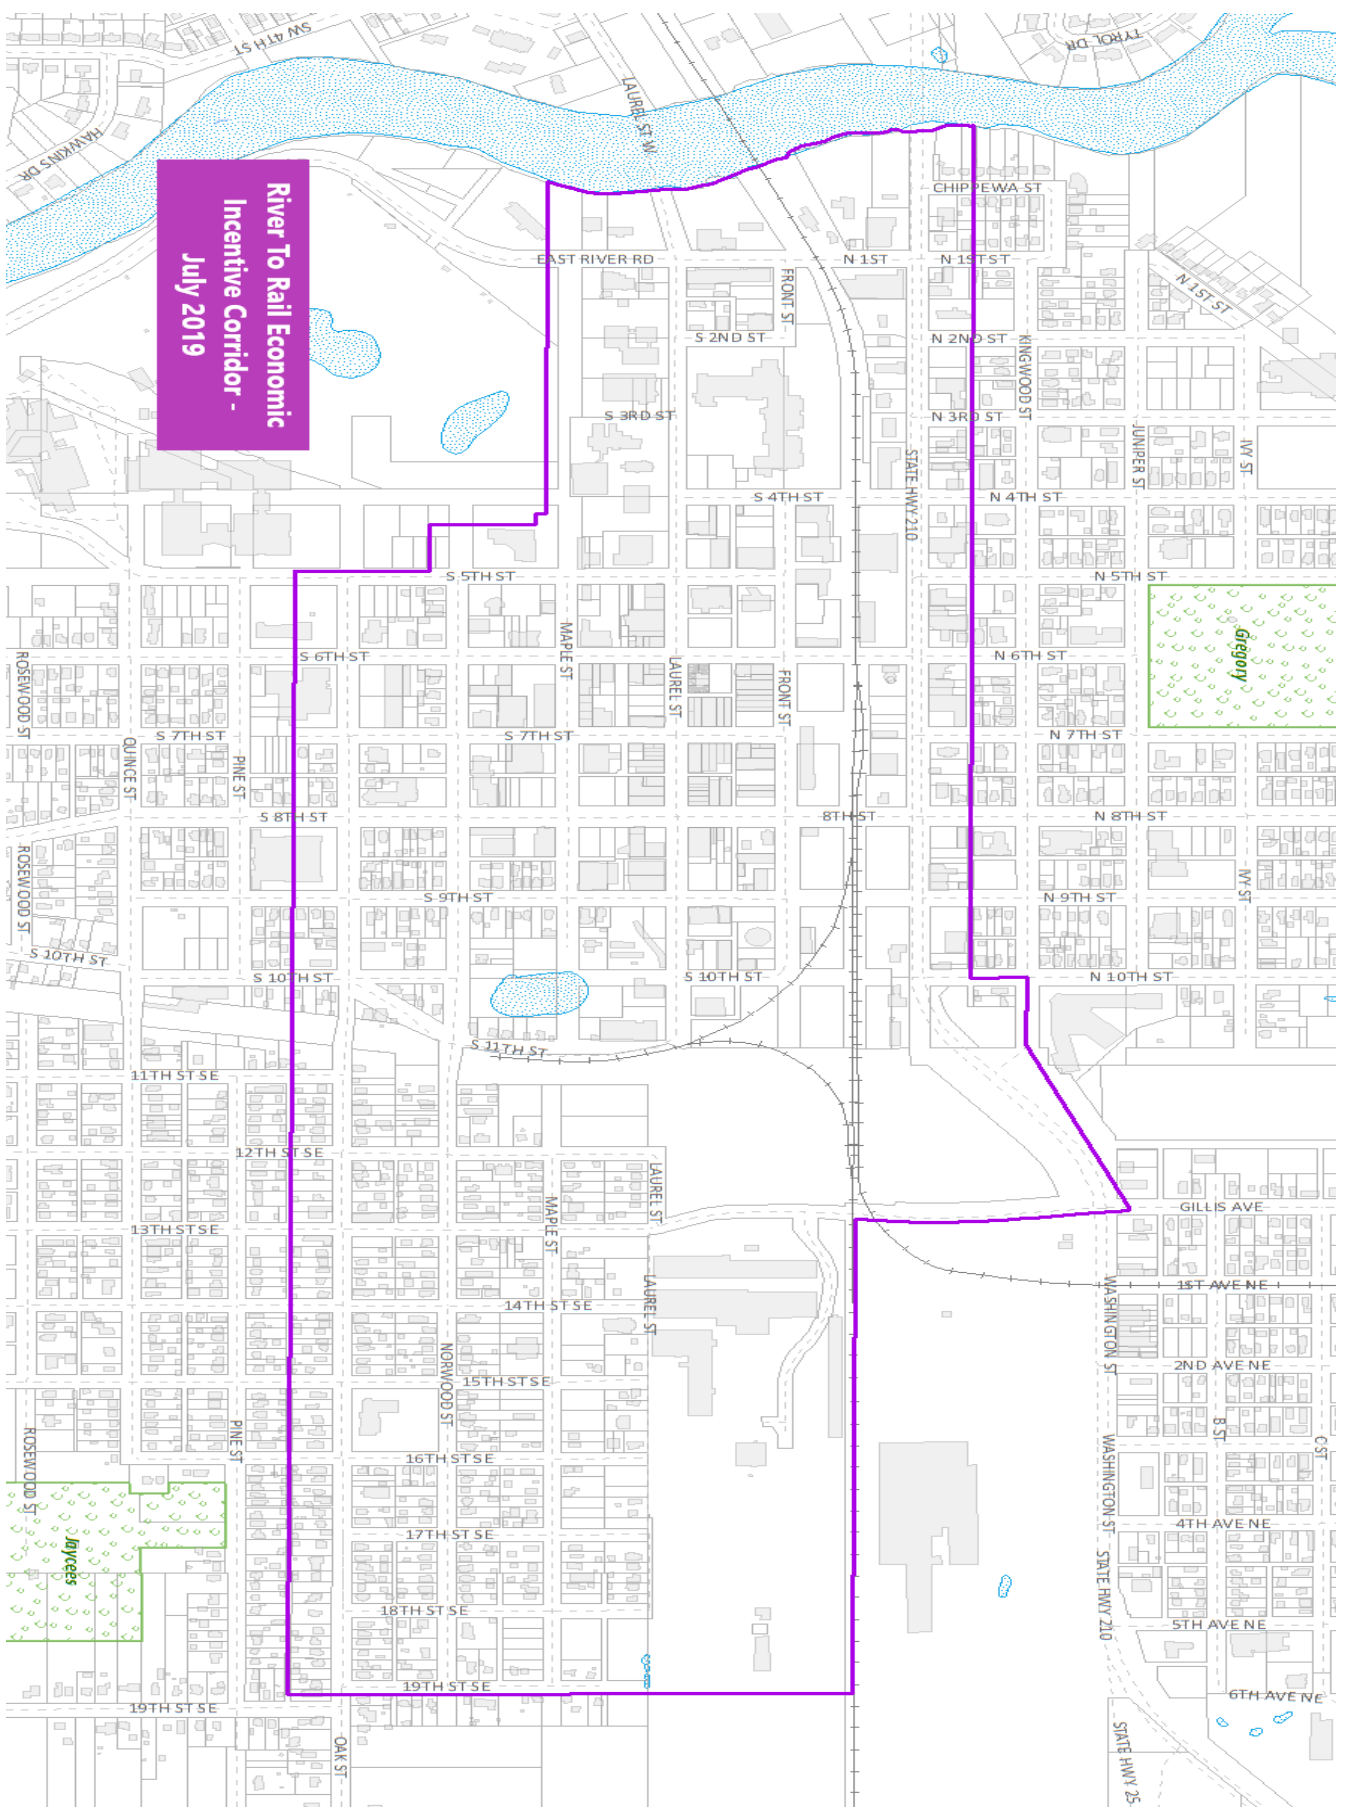 SW 4TH ST
TYROL DR
LAUREL ST W
HAWKINS DR
River To Rail Economic
Incentive Corridor -
July 2019
CHIPPEWA ST
EAST RIVER RD
N 1ST
N 1ST ST
N 1ST ST
FRONT ST
S 2ND ST
N 2ND ST
KINGWOOD ST
S 3RD ST
N 3RD ST
JUNIPER ST
IVY ST
STATE HWY 210
S 4TH ST
N 4TH ST
S 5TH ST
N 5TH ST
Gregory
MAPLE ST
S 6TH ST
N 6TH ST
ROSEWOOD ST
LAUREL ST
FRONT ST
S 7TH ST
S 7TH ST
N 7TH ST
QUINCE ST
PINE ST
S 8TH ST
8TH ST
N 8TH ST
ROSEWOOD ST
IVY ST
S 9TH ST
N 9TH ST
S 10TH ST
S 10TH ST
S 10TH ST
N 10TH ST
S 11TH ST
11TH ST SE
12TH ST SE
LAUREL ST
MAPLE ST
GILLIS AVE
13TH ST SE
1ST AVE NE
14TH ST SE
LAUREL ST
WASHINGTON ST
NORWOOD ST
2ND AVE NE
15TH ST SE
ROSEWOOD ST
PINE ST
B ST
C ST
16TH ST SE
WASHINGTON ST
17TH ST SE
4TH AVE NE
Jaycees
STATE HWY 210
18TH ST SE
5TH AVE NE
19TH ST SE
19TH ST SE
6TH AVE NE
OAK ST
STATE HWY 25